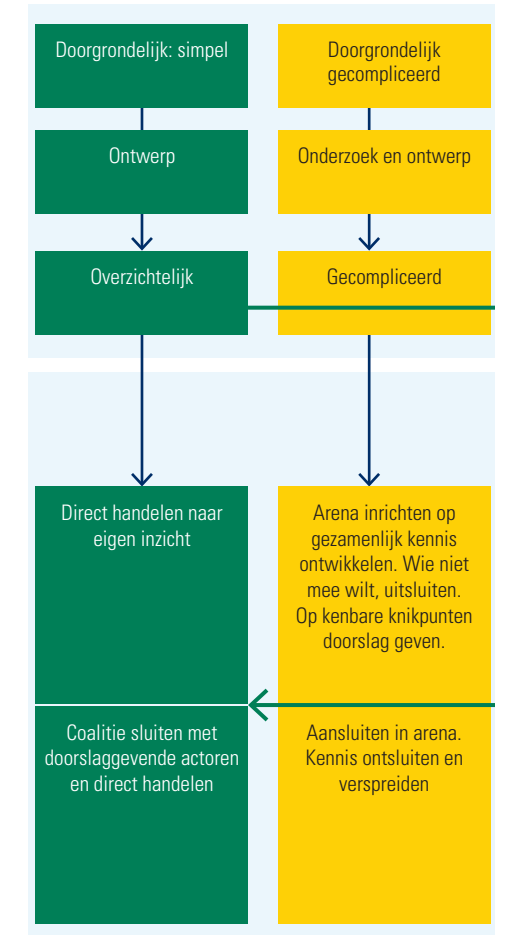 Doorgrondelijk: simpel
Doorgrondelijk
gecompliceerd
Ontwerp
Onderzoek en ontwerp
Overzichtelijk
Gecompliceerd
Direct handelen naar
eigen inzicht
Arena inrichten op
gezamenlijk kennis
ontwikkelen. Wie niet
mee wilt, uitsluiten.
Op kenbare knikpunten
doorslag geven.
Coalitie sluiten met
doorslaggevende actoren
en direct handelen
Aansluiten in arena.
Kennis ontsluiten en
verspreiden